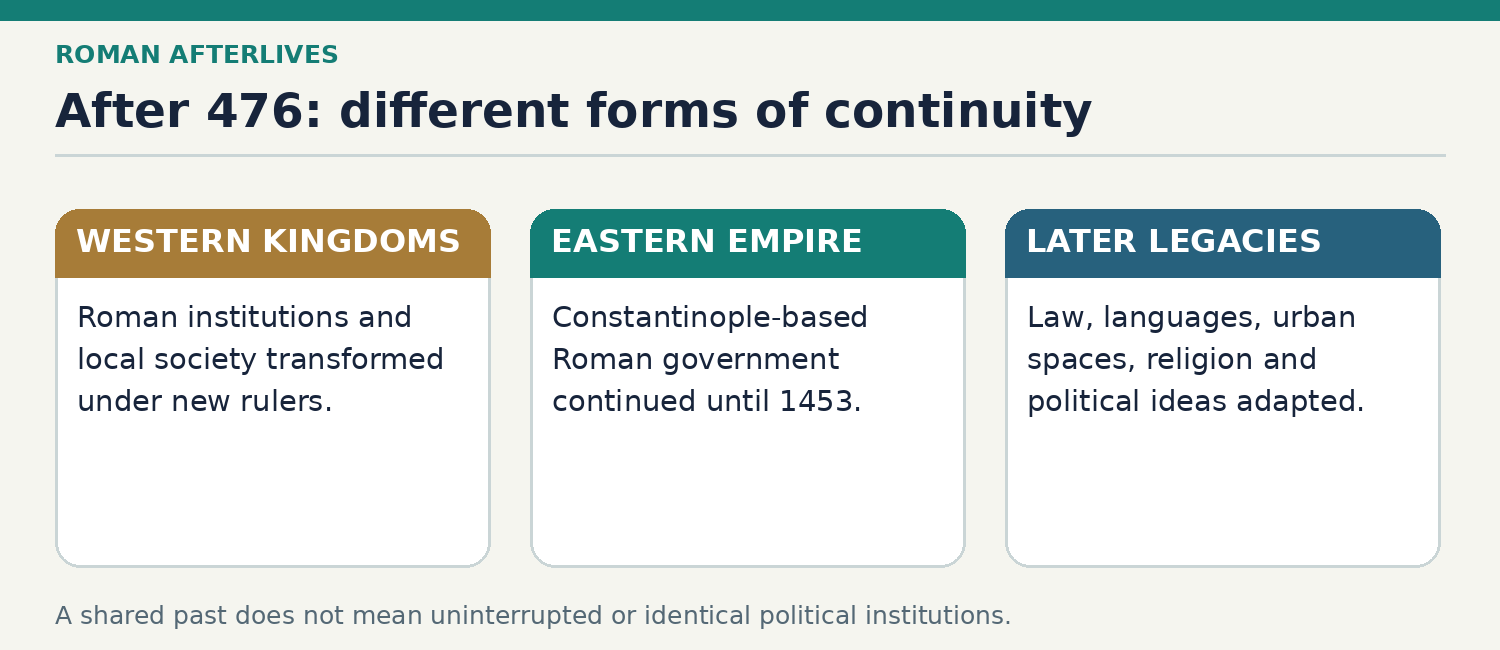 ROMAN AFTERLIVES
After 476: different forms of continuity
WESTERN KINGDOMS
Roman institutions and
local society transformed
under new rulers.
EASTERN EMPIRE
Constantinople-based
Roman government
continued until 1453.
LATER LEGACIES
Law, languages, urban
spaces, religion and
political ideas adapted.
A shared past does not mean uninterrupted or identical political institutions.